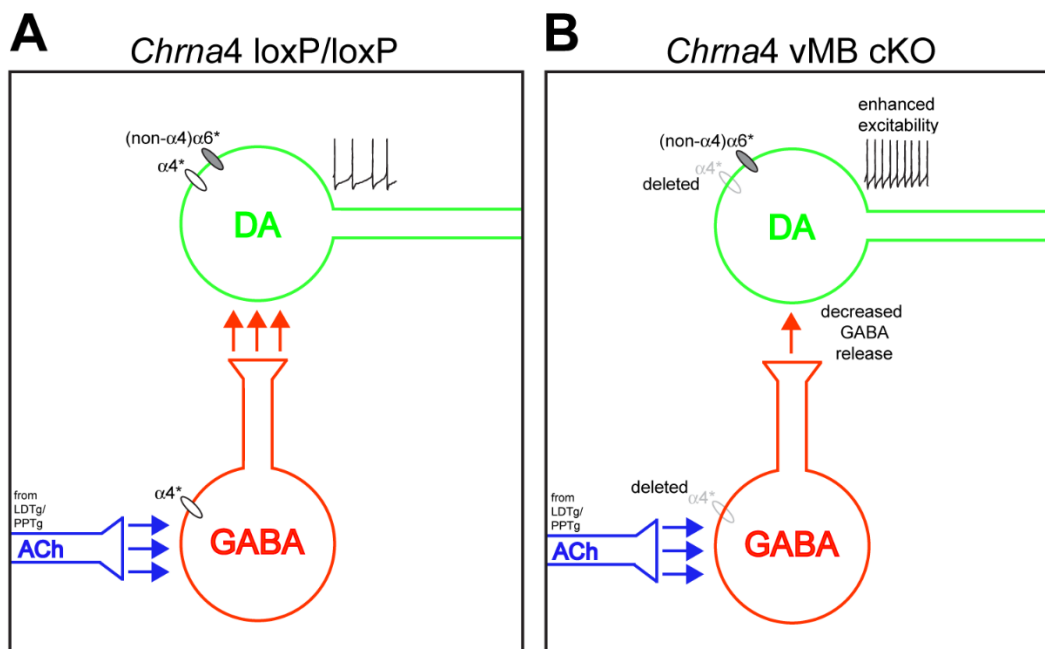 A
Chrna4 loxP/loxP
(non-α4)α6*
α4*
DA
α4*
from
LDTg/
PPTg
ACh
GABA
B
Chrna4 vMB cKO
enhanced
excitability
(non-α4)α6*
α4*
deleted
DA
decreased
GABA
release
deleted
α4*
from
LDTg/
PPTg
ACh
GABA